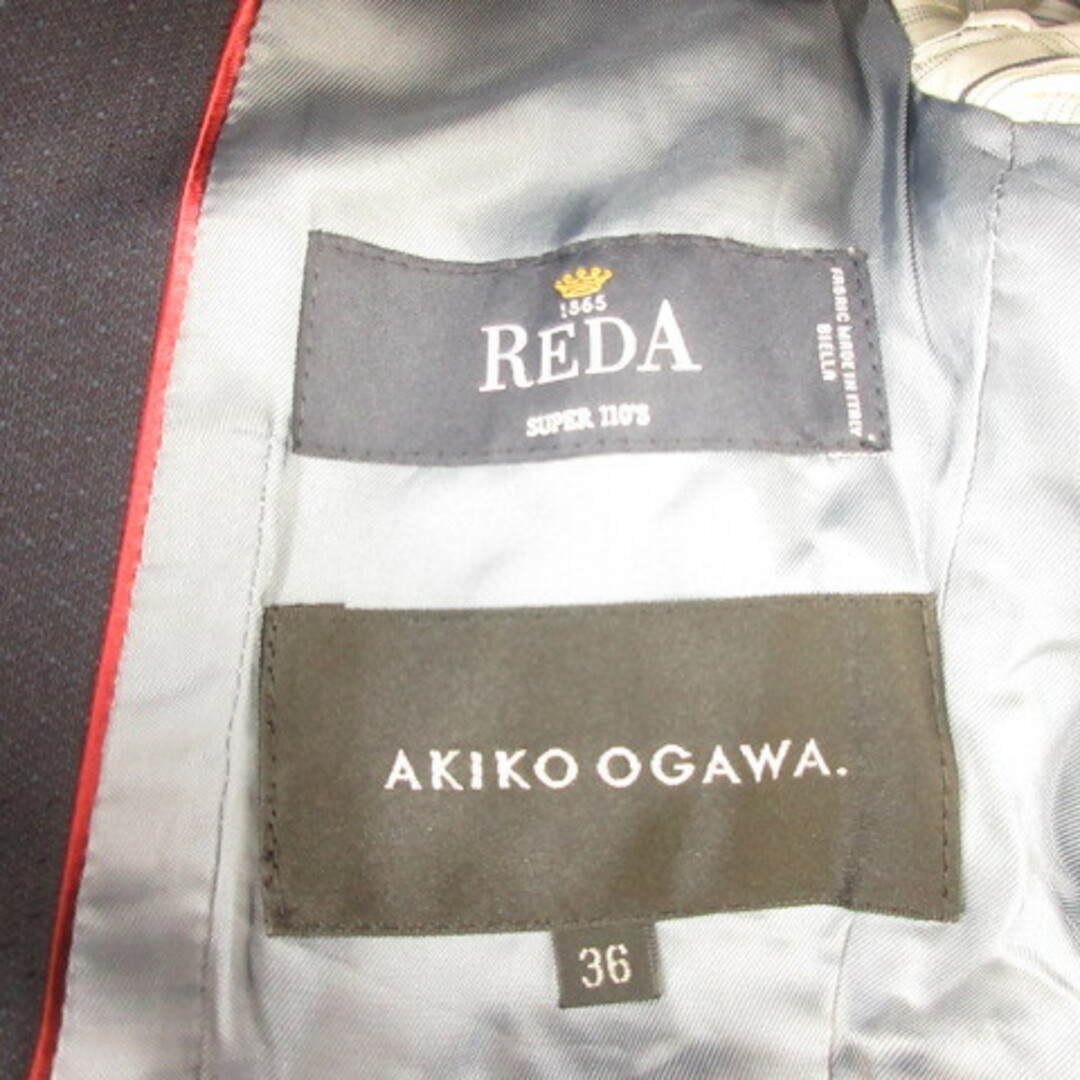 1865
REDA
SUPER 110'S
FABRIC MADE IN ITALY
BIELLA
AKIKO OGAWA.
36